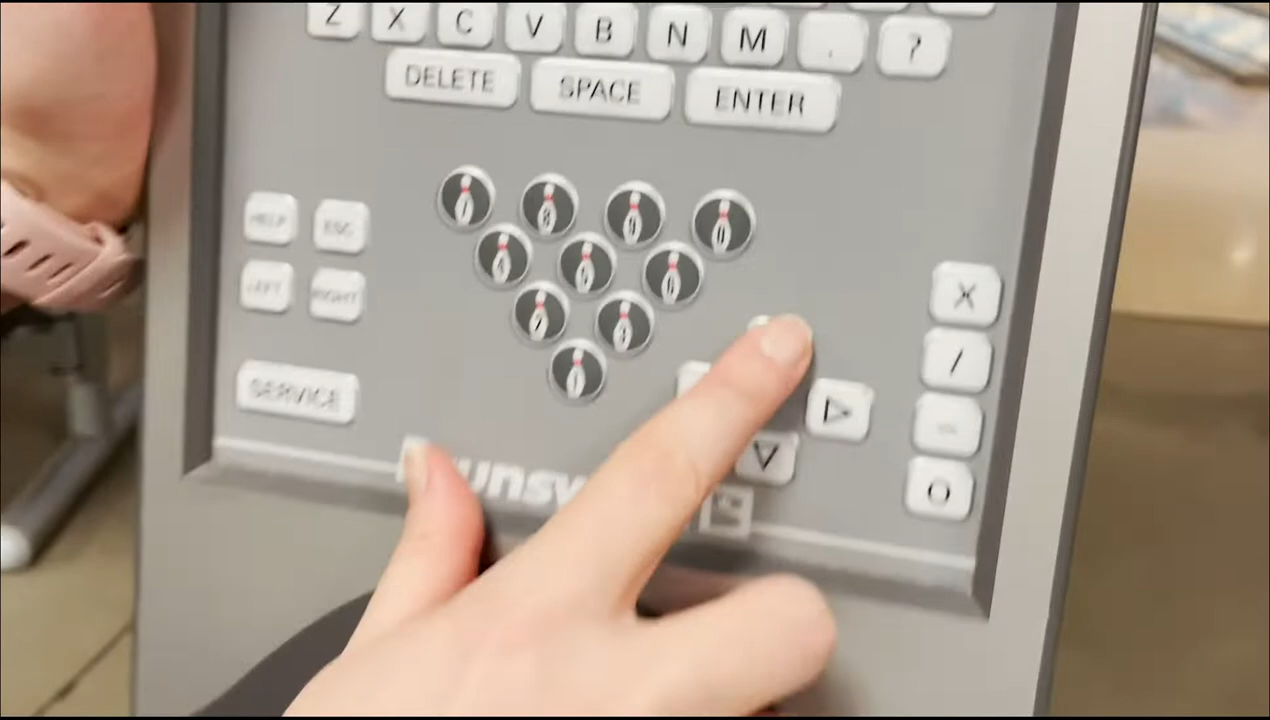 Z X C V B N M . ?
DELETE SPACE ENTER
HELP ESC
LEFT RIGHT
X
/
-
O
SERVICE